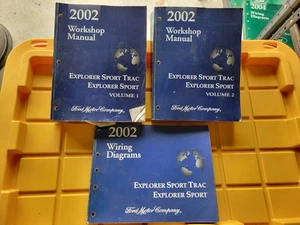 2002
Workshop
Manual
EXPLORER SPORT TRAC
EXPLORER SPORT
VOLUME 1
Ford Motor Company
2002
Workshop
Manual
EXPLORER SPORT TRAC
EXPLORER SPORT
VOLUME 2
Ford Motor Company
2004
Wiring
Diagrams
2002
Wiring
Diagrams
EXPLORER SPORT TRAC
EXPLORER SPORT
Ford Motor Company